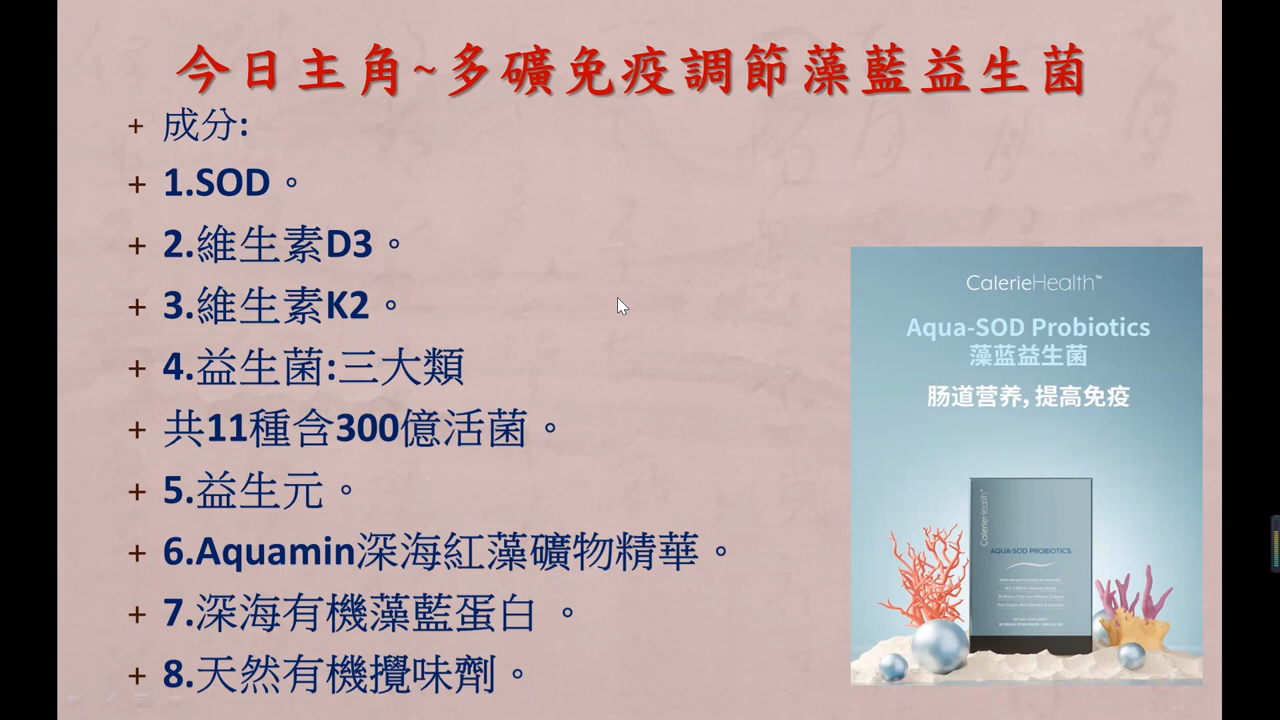 今日主角~多礦免疫調節藻藍益生菌
+ 成分:
+ 1.SOD。
+ 2.維生素D3。
+ 3.維生素K2。
+ 4.益生菌:三大類
+ 共11種含300億活菌。
+ 5.益生元。
+ 6.Aquamin深海紅藻礦物精華。
+ 7.深海有機藻藍蛋白 。
+ 8.天然有機攪味劑。
CalerieHealth™
Aqua-SOD Probiotics
藻蓝益生菌
肠道营养,提高免疫
CalerieHealth™
AQUA-SOD PROBIOTICS